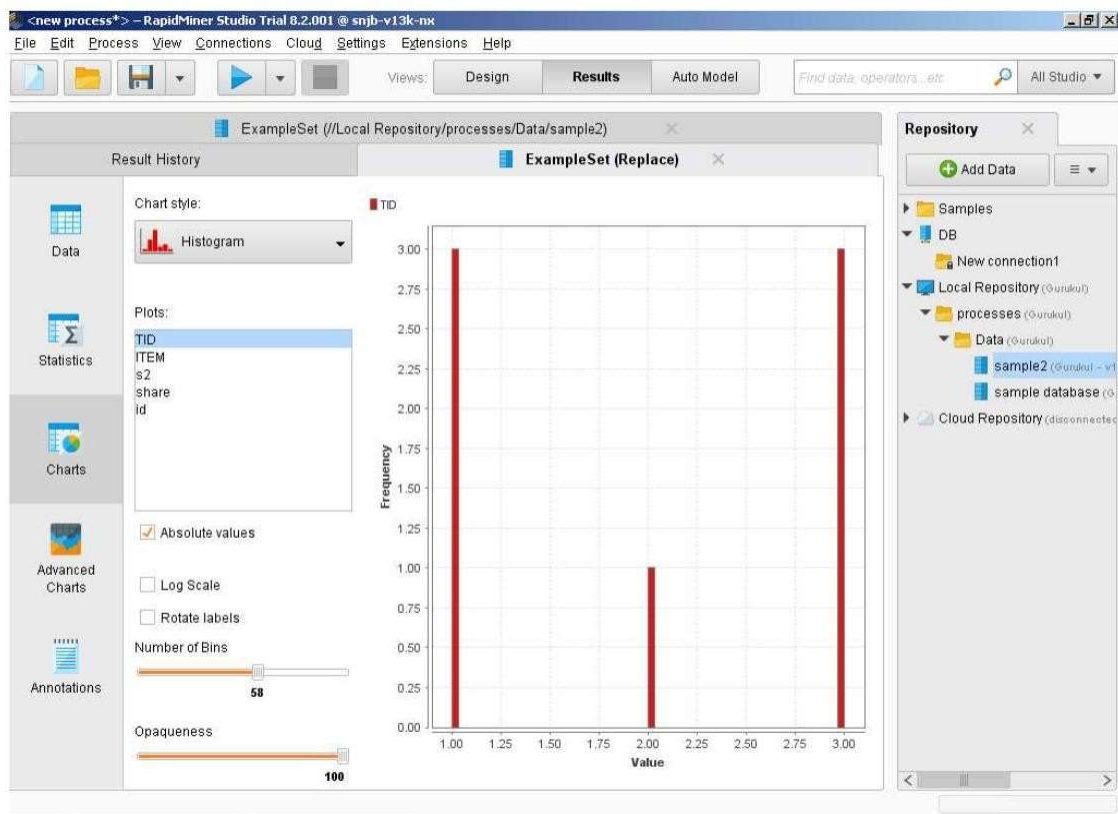 <new process*> – RapidMiner Studio Trial 8.2.001 @ snjb-v13k-nx
File Edit Process View Connections Cloud Settings Extensions Help
Views: Design Results Auto Model Find data, operators...etc All Studio
ExampleSet (//Local Repository/processes/Data/sample2)
Result History
ExampleSet (Replace)
Data
Statistics
Charts
Advanced
Charts
Annotations
Chart style:
Histogram
Plots:
TID
ITEM
s2
share
id
Absolute values
Log Scale
Rotate labels
Number of Bins
58
Opaqueness
100
TID
3.00
2.75
2.50
2.25
2.00
1.75
1.50
1.25
1.00
0.75
0.50
0.25
0.00
Frequency
1.00 1.25 1.50 1.75 2.00 2.25 2.50 2.75 3.00
Value
Repository
Add Data
Samples
DB
New connection1
Local Repository (Gurukul)
processes (Gurukul)
Data (Gurukul)
sample2 (Gurukul - v1
sample database (G
Cloud Repository (disconnected